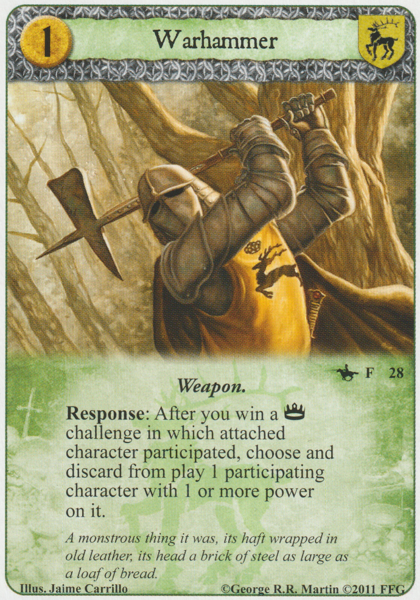 1
Warhammer
F 28
Weapon.
Response: After you win a
challenge in which attached
character participated, choose and
discard from play 1 participating
character with 1 or more power
on it.
A monstrous thing it was, its haft wrapped in
old leather, its head a brick of steel as large as
a loaf of bread.
Illus. Jaime Carrillo ©George R.R. Martin ©2011 FFG